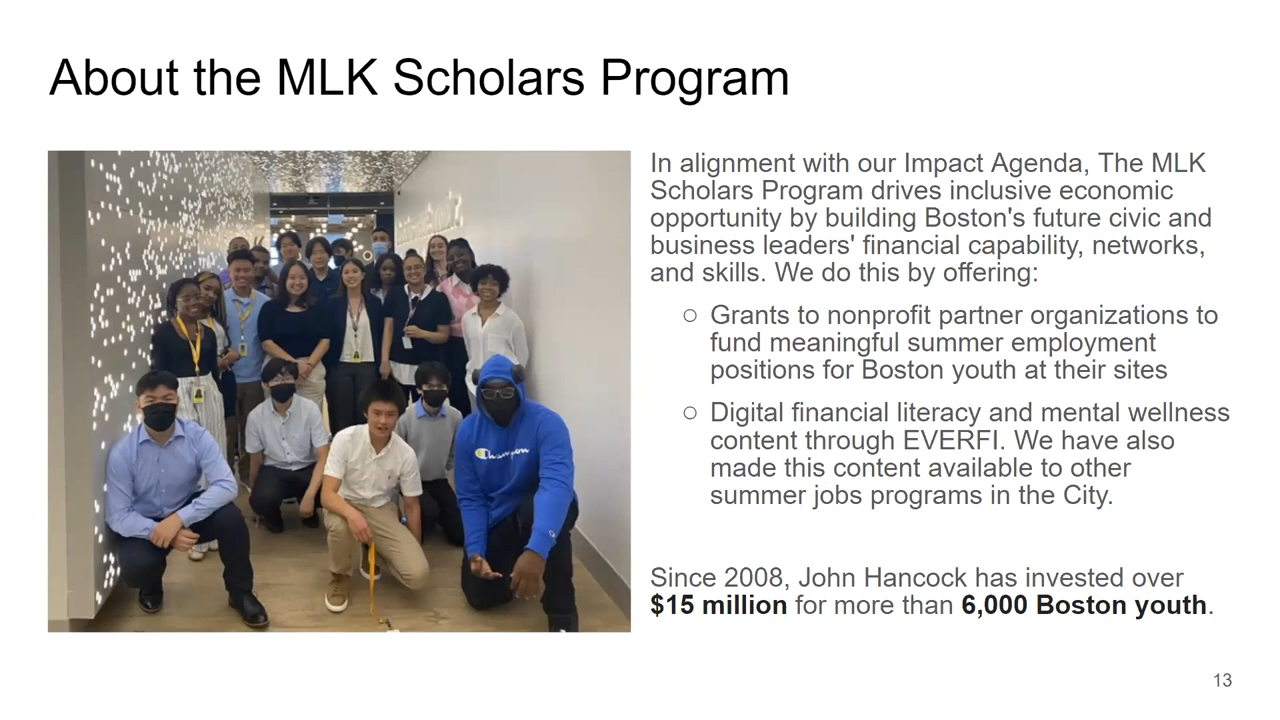 About the MLK Scholars Program
In alignment with our Impact Agenda, The MLK
Scholars Program drives inclusive economic
opportunity by building Boston's future civic and
business leaders' financial capability, networks,
and skills. We do this by offering:
○ Grants to nonprofit partner organizations to
fund meaningful summer employment
positions for Boston youth at their sites
○ Digital financial literacy and mental wellness
content through EVERFI. We have also
made this content available to other
summer jobs programs in the City.
Since 2008, John Hancock has invested over
$15 million for more than 6,000 Boston youth.
Champion
13